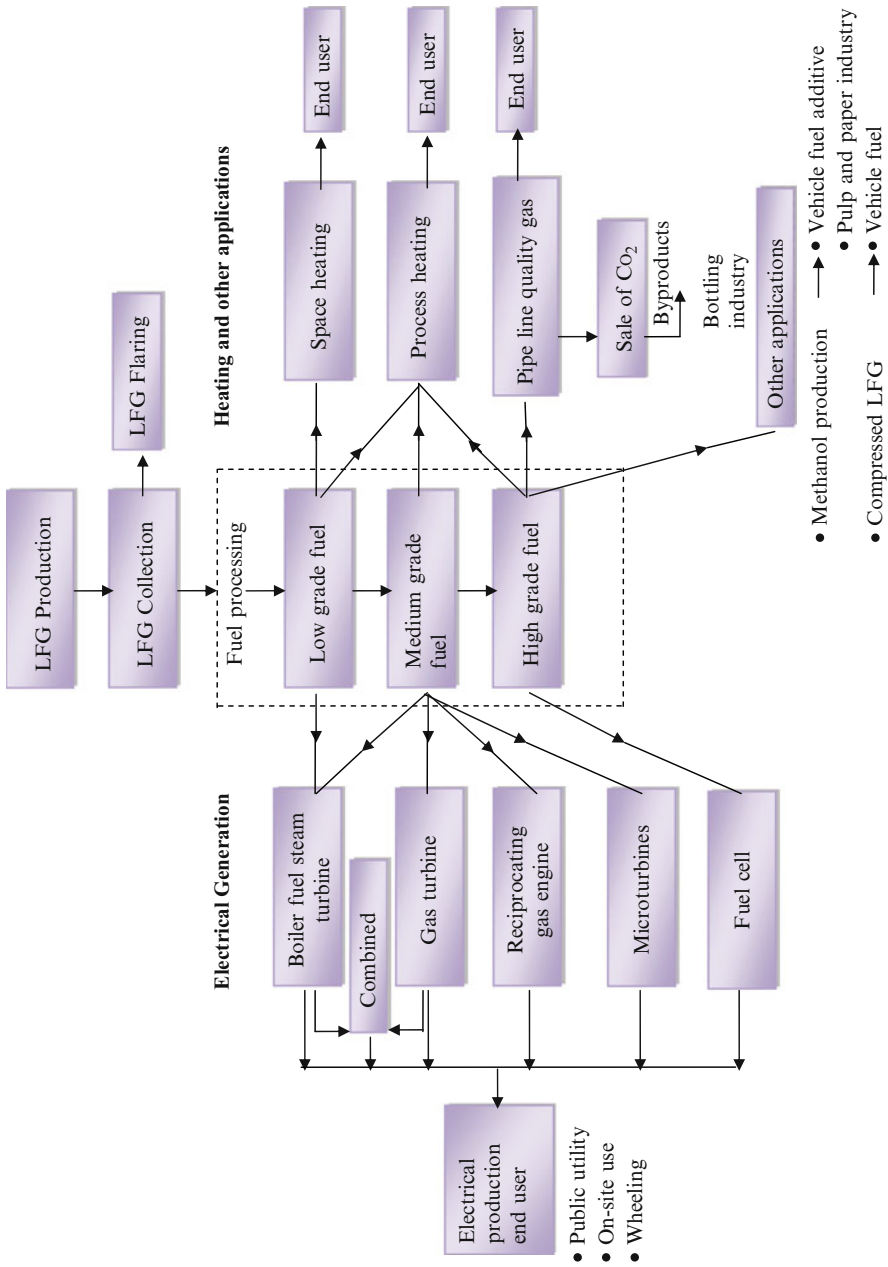 LFG Production
LFG Collection
LFG Flaring
Electrical Generation
Fuel processing
Heating and other applications
Boiler fuel steam
turbine
Low grade fuel
Space heating
End user
Combined
Gas turbine
Medium grade
fuel
Process heating
End user
Electrical
production
end user
Reciprocating
gas engine
High grade fuel
Pipe line quality gas
End user
Public utility
On-site use
Wheeling
Microturbines
Sale of Co₂
Byproducts
Bottling
industry
Fuel cell
Other applications
• Methanol production
• Vehicle fuel additive
• Pulp and paper industry
• Compressed LFG
• Vehicle fuel